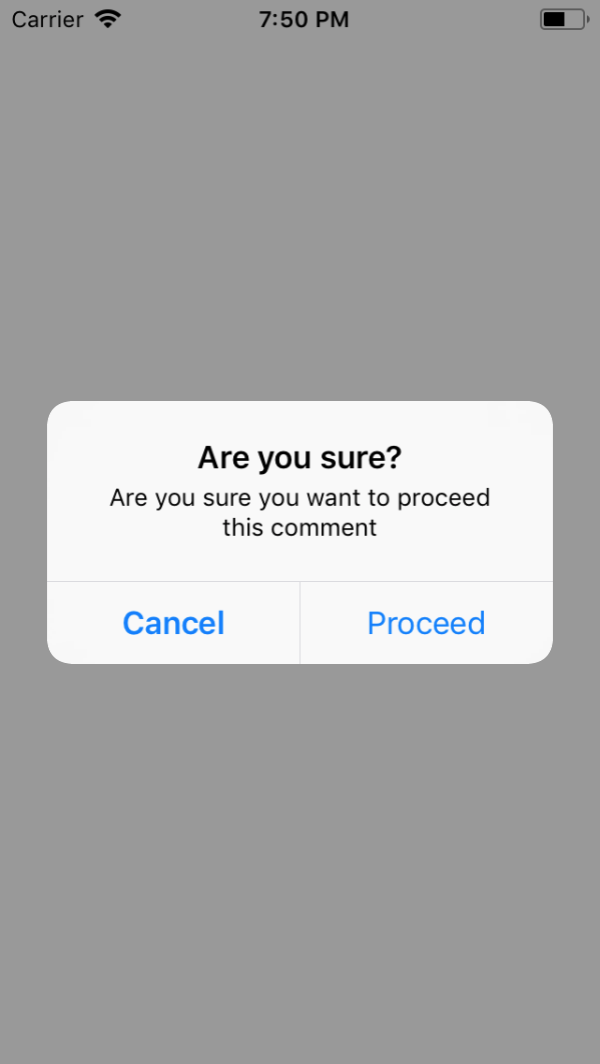 Carrier 7:50 PM
Are you sure?
Are you sure you want to proceed
this comment
Cancel Proceed